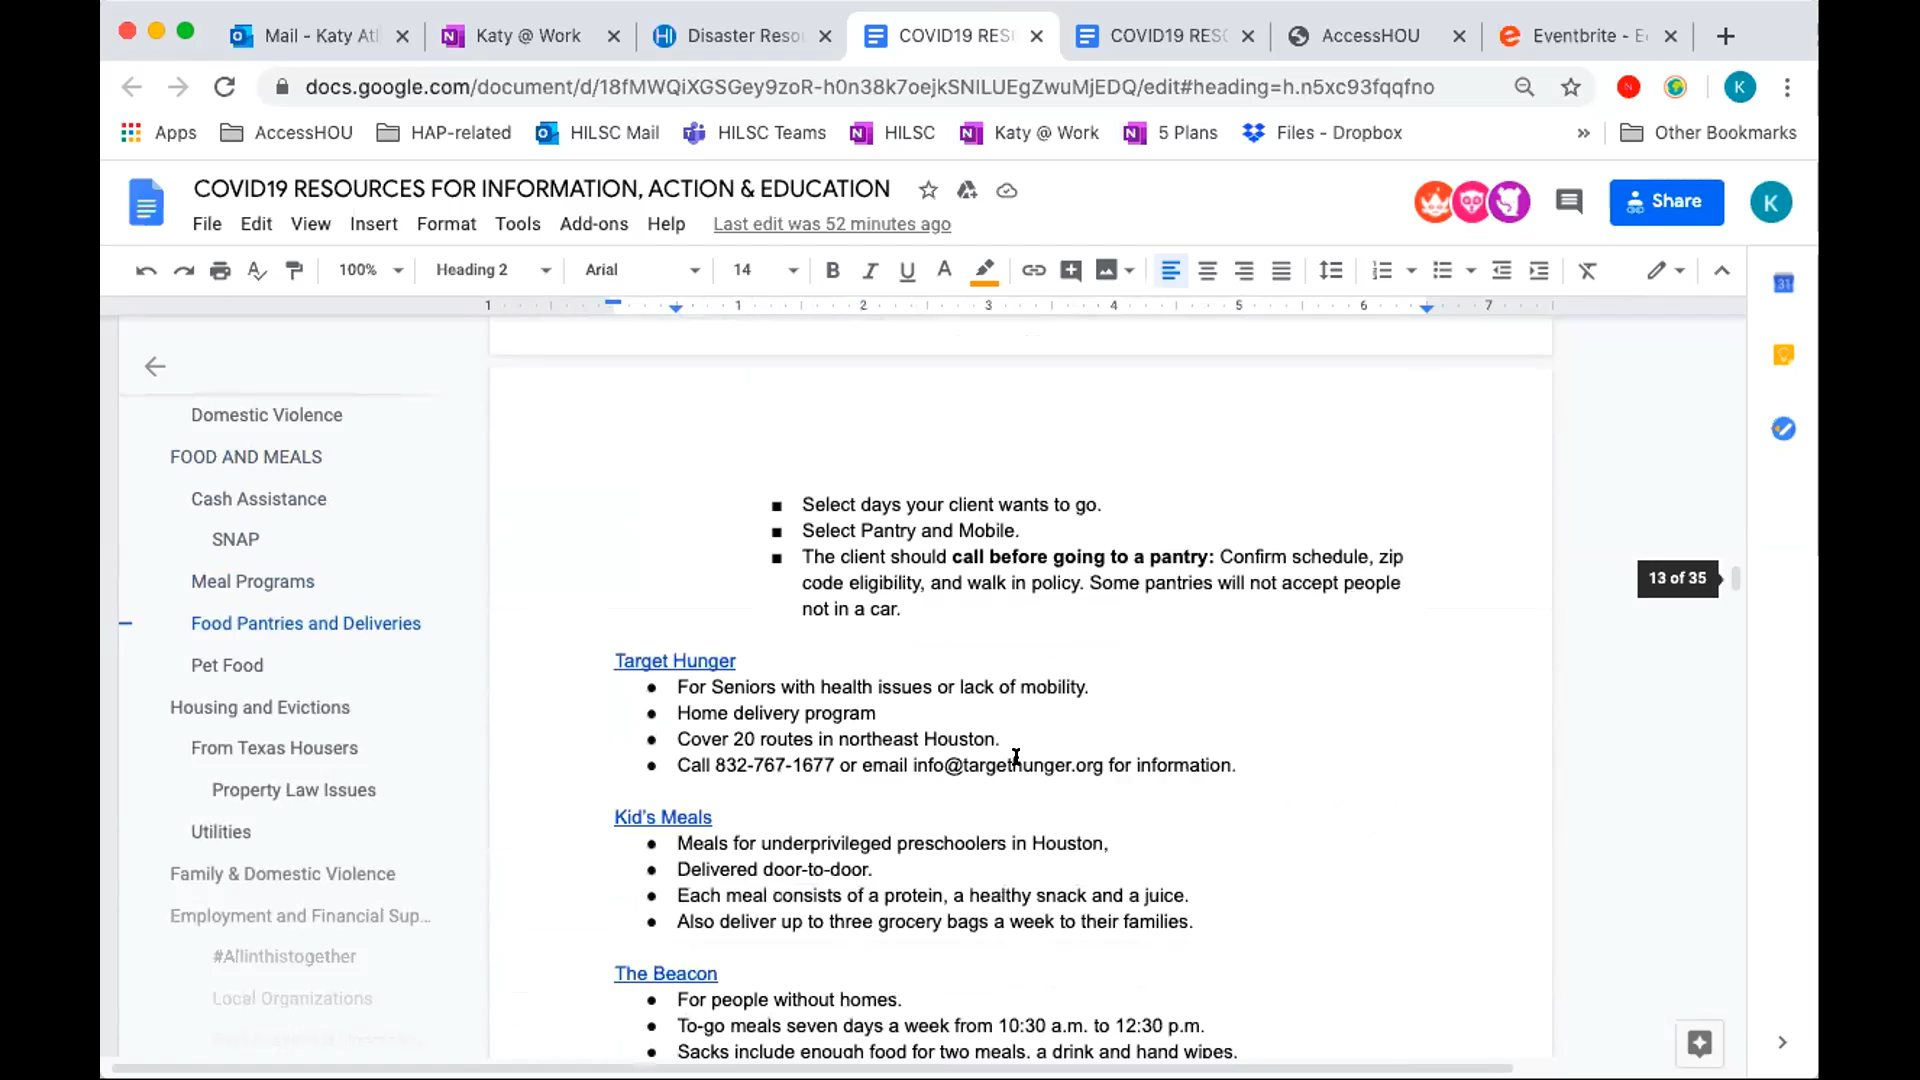 Mail - Katy Atl
Katy @ Work
Disaster Reso
COVID19 RES
COVID19 RESC
AccessHOU
Eventbrite - E
docs.google.com/document/d/18fMWQiXGSGey9zoR-h0n38k7oejkSNILUEgZwuMjEDQ/edit#heading=h.n5xc93fqqfno
K
Apps
AccessHOU
HAP-related
HILSC Mail
HILSC Teams
HILSC
Katy @ Work
5 Plans
Files - Dropbox
»
Other Bookmarks
COVID19 RESOURCES FOR INFORMATION, ACTION & EDUCATION
Share
K
File Edit View Insert Format Tools Add-ons Help Last edit was 52 minutes ago
100% Heading 2 Arial 14 B I U A
1 1 2 3 4 5 6 7
31
Domestic Violence
FOOD AND MEALS
Cash Assistance
SNAP
Meal Programs
Food Pantries and Deliveries
Pet Food
Housing and Evictions
From Texas Housers
Property Law Issues
Utilities
Family & Domestic Violence
Employment and Financial Sup...
#Allinthistogether
Local Organizations
■ Select days your client wants to go.
■ Select Pantry and Mobile.
■ The client should call before going to a pantry: Confirm schedule, zip
code eligibility, and walk in policy. Some pantries will not accept people
not in a car.
Target Hunger
● For Seniors with health issues or lack of mobility.
● Home delivery program
● Cover 20 routes in northeast Houston.
● Call 832-767-1677 or email info@targethunger.org for information.
Kid's Meals
● Meals for underprivileged preschoolers in Houston,
● Delivered door-to-door.
● Each meal consists of a protein, a healthy snack and a juice.
● Also deliver up to three grocery bags a week to their families.
The Beacon
● For people without homes.
● To-go meals seven days a week from 10:30 a.m. to 12:30 p.m.
● Sacks include enough food for two meals, a drink and hand wipes.
13 of 35